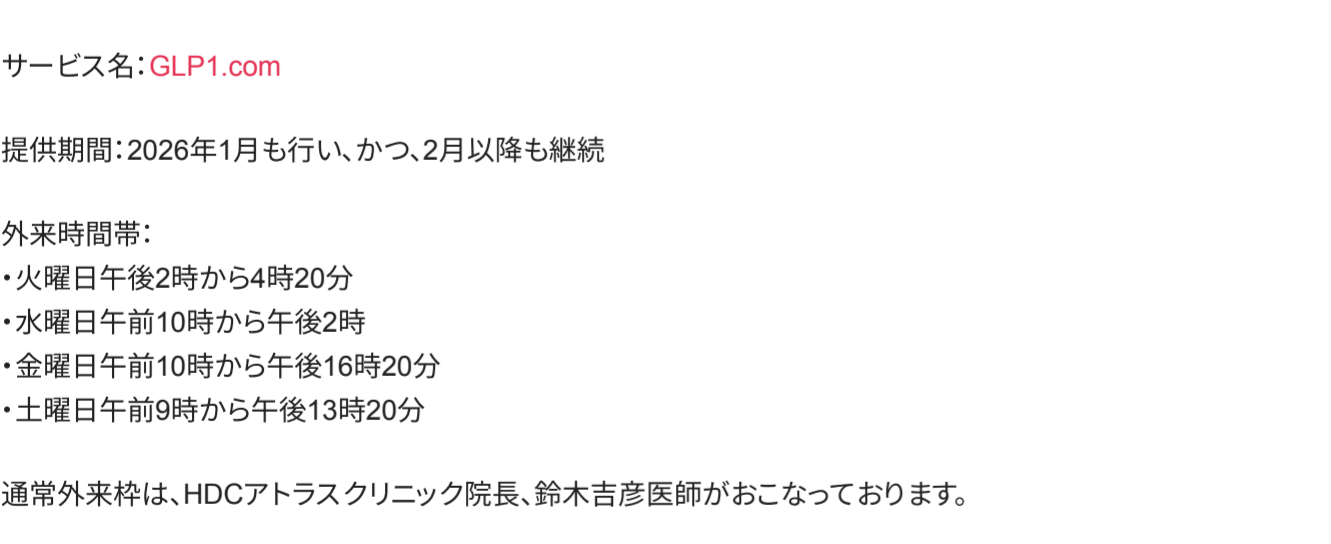 サービス名：GLP1.com
提供期間：2026年1月も行い、かつ、2月以降も継続
外来時間帯：
・火曜日午後2時から4時20分
・水曜日午前10時から午後2時
・金曜日午前10時から午後16時20分
・土曜日午前9時から午後13時20分
通常外来枠は、HDCアトラスクリニック院長、鈴木吉彦医師がおこなっております。